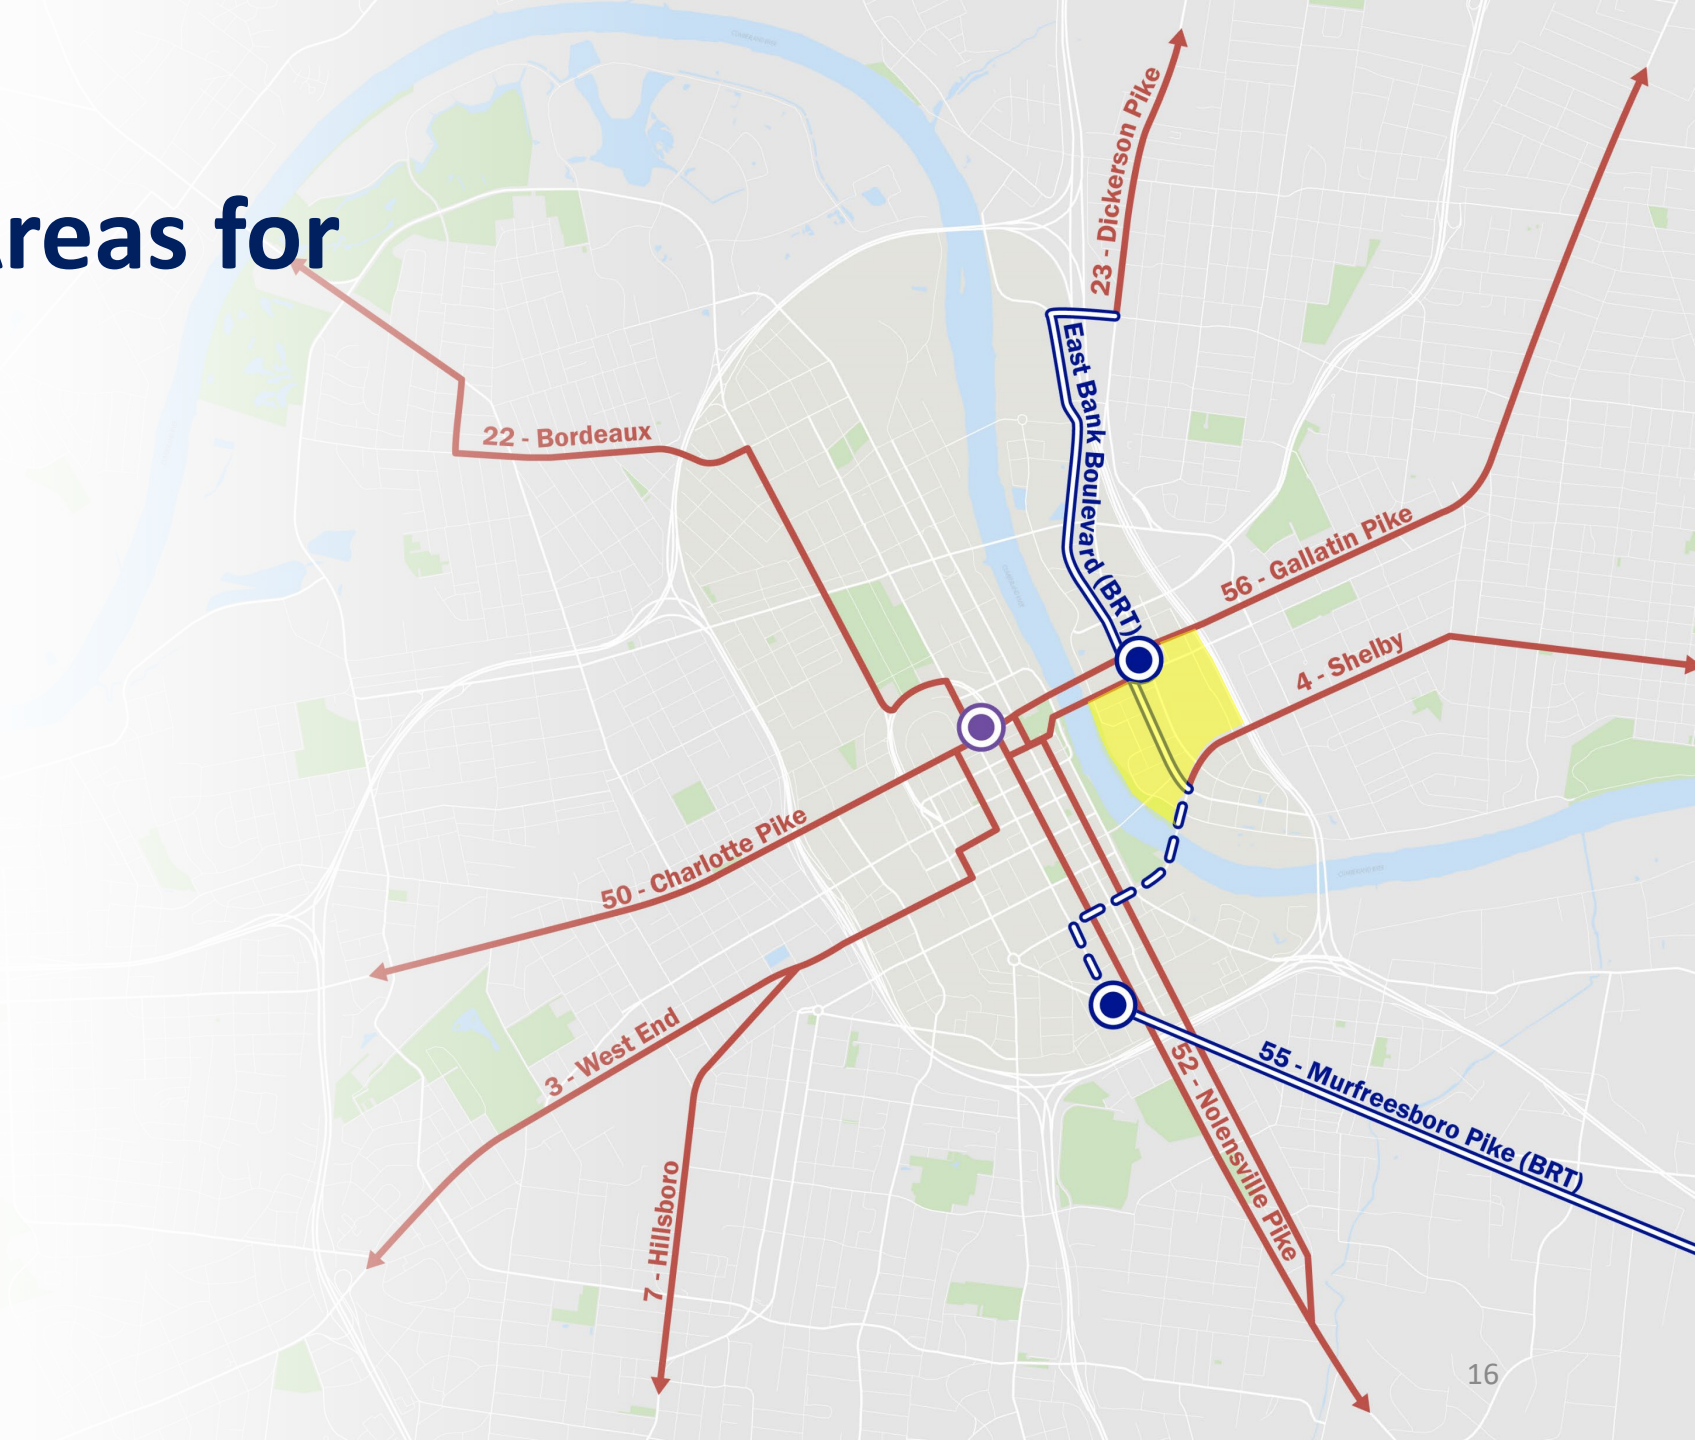 Areas for
23 - Dickerson Pike
East Bank Boulevard (BRT)
22 - Bordeaux
56 - Gallatin Pike
4 - Shelby
50 - Charlotte Pike
3 - West End
7 - Hillsboro
52 - Nolensville Pike
55 - Murfreesboro Pike (BRT)
16